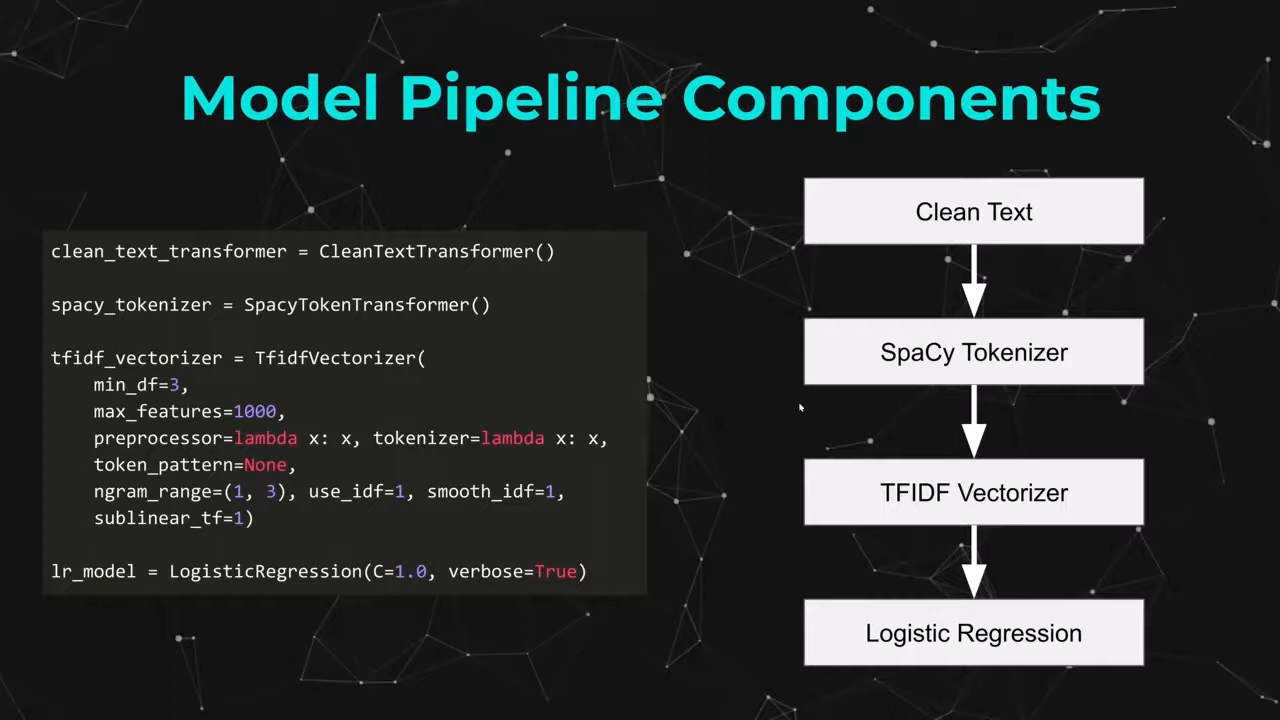 Model Pipeline Components
clean_text_transformer = CleanTextTransformer()
spacy_tokenizer = SpacyTokenTransformer()
tfidf_vectorizer = TfidfVectorizer(
    min_df=3,
    max_features=1000,
    preprocessor=lambda x: x, tokenizer=lambda x: x,
    token_pattern=None,
    ngram_range=(1, 3), use_idf=1, smooth_idf=1,
    sublinear_tf=1)
lr_model = LogisticRegression(C=1.0, verbose=True)
Clean Text
SpaCy Tokenizer
TFIDF Vectorizer
Logistic Regression